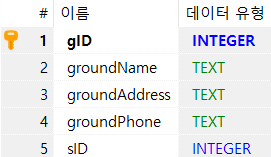 # 이름 데이터 유형
1 gID INTEGER
2 groundName TEXT
3 groundAddress TEXT
4 groundPhone TEXT
5 sID INTEGER